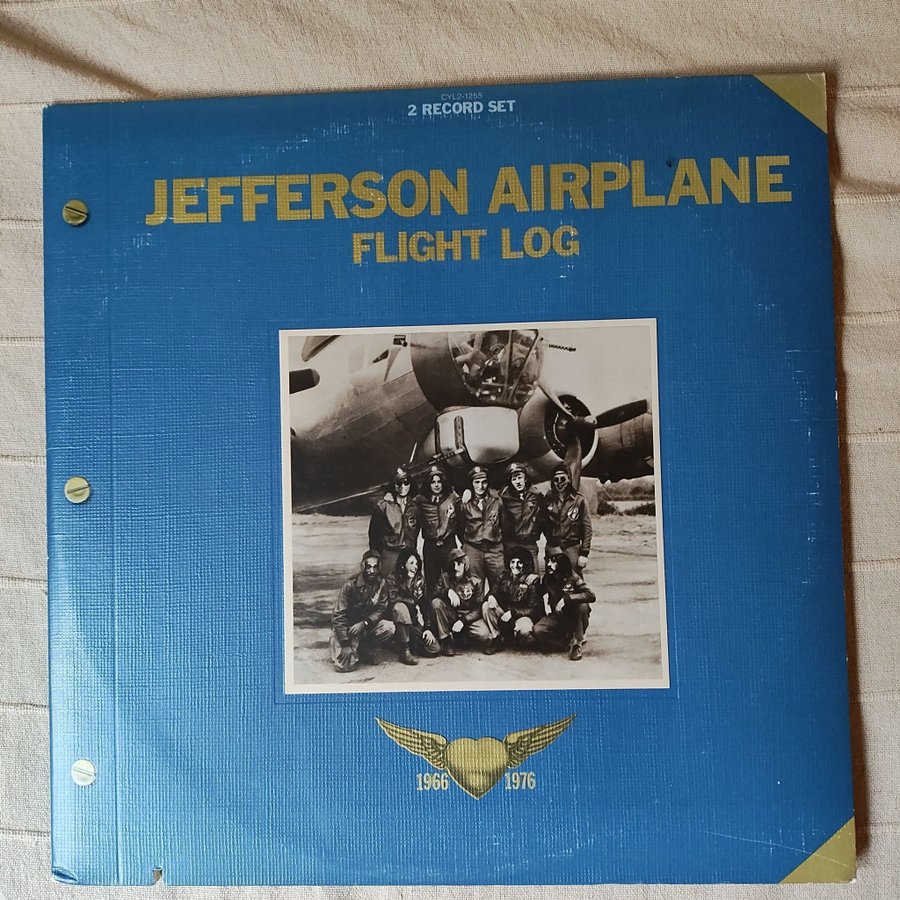 CYL2-1255
2 RECORD SET
JEFFERSON AIRPLANE
FLIGHT LOG
1966 1976